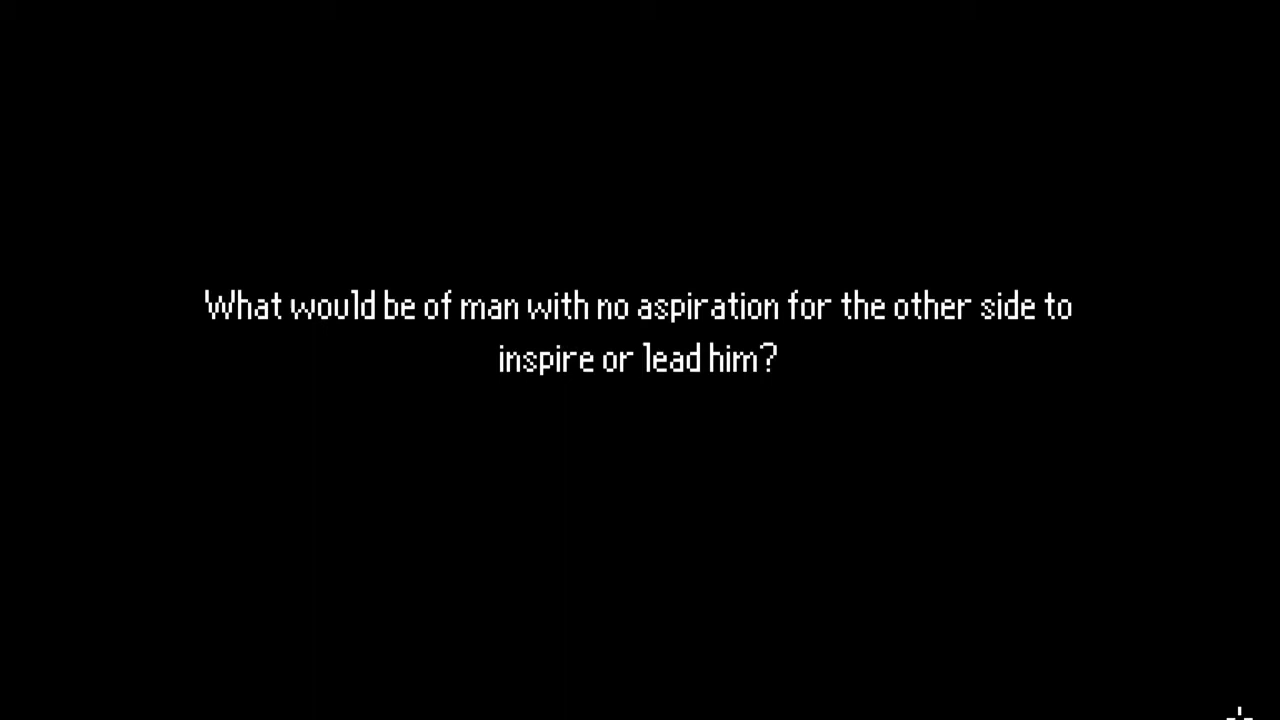 What would be of man with no aspiration for the other side to
inspire or lead him?